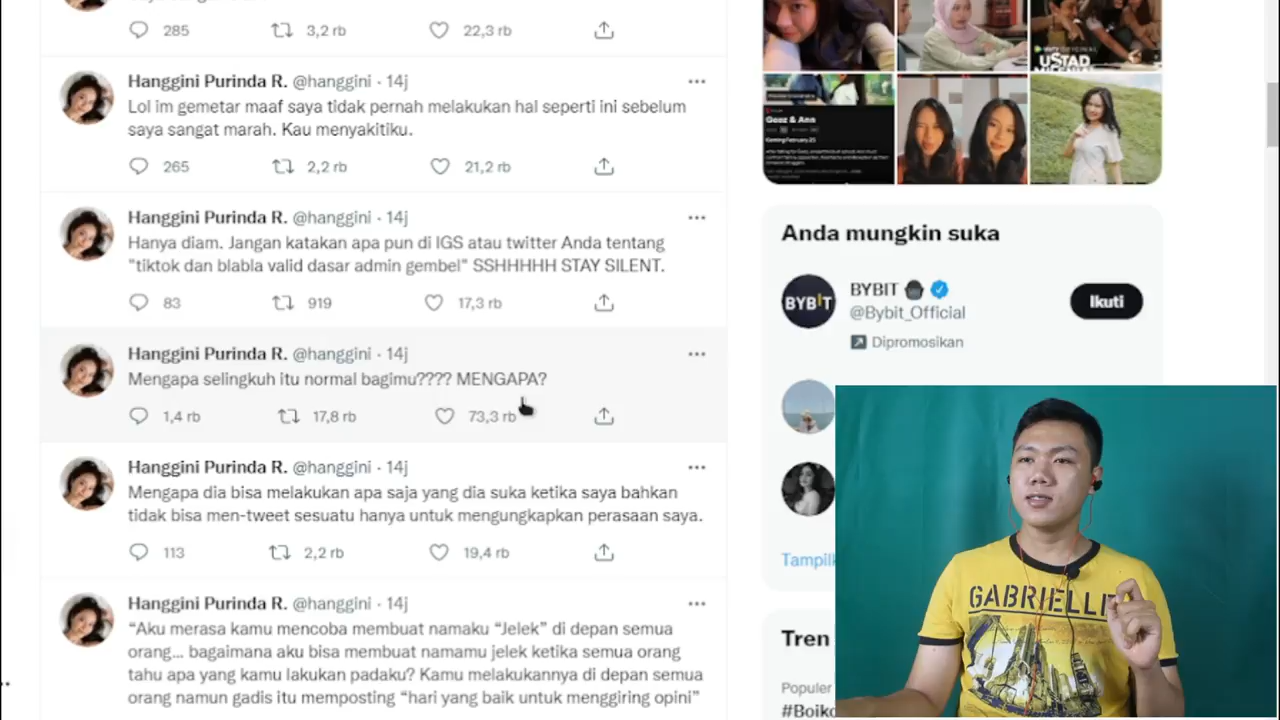 285 3,2 rb 22,3 rb
Hanggini Purinda R. @hanggini · 14j
Lol im gemetar maaf saya tidak pernah melakukan hal seperti ini sebelum
saya sangat marah. Kau menyakitiku.
265 2,2 rb 21,2 rb
Hanggini Purinda R. @hanggini · 14j
Hanya diam. Jangan katakan apa pun di IGS atau twitter Anda tentang
"tiktok dan blabla valid dasar admin gembel" SSHHHHH STAY SILENT.
83 919 17,3 rb
Hanggini Purinda R. @hanggini · 14j
Mengapa selingkuh itu normal bagimu???? MENGAPA?
1,4 rb 17,8 rb 73,3 rb
Hanggini Purinda R. @hanggini · 14j
Mengapa dia bisa melakukan apa saja yang dia suka ketika saya bahkan
tidak bisa men-tweet sesuatu hanya untuk mengungkapkan perasaan saya.
113 2,2 rb 19,4 rb
Hanggini Purinda R. @hanggini · 14j
“Aku merasa kamu mencoba membuat namaku “Jelek” di depan semua
orang... bagaimana aku bisa membuat namamu jelek ketika semua orang
tahu apa yang kamu lakukan padaku? Kamu melakukannya di depan semua
orang namun gadis itu memposting “hari yang baik untuk menggiring opini”
USTAD
Geez & Ann
Coming February 25
Anda mungkin suka
BYBIT
BYBIT
@Bybit_Official
Ikuti
Dipromosikan
Tampilk
Tren
Populer
#Boiko
GABRIELLE